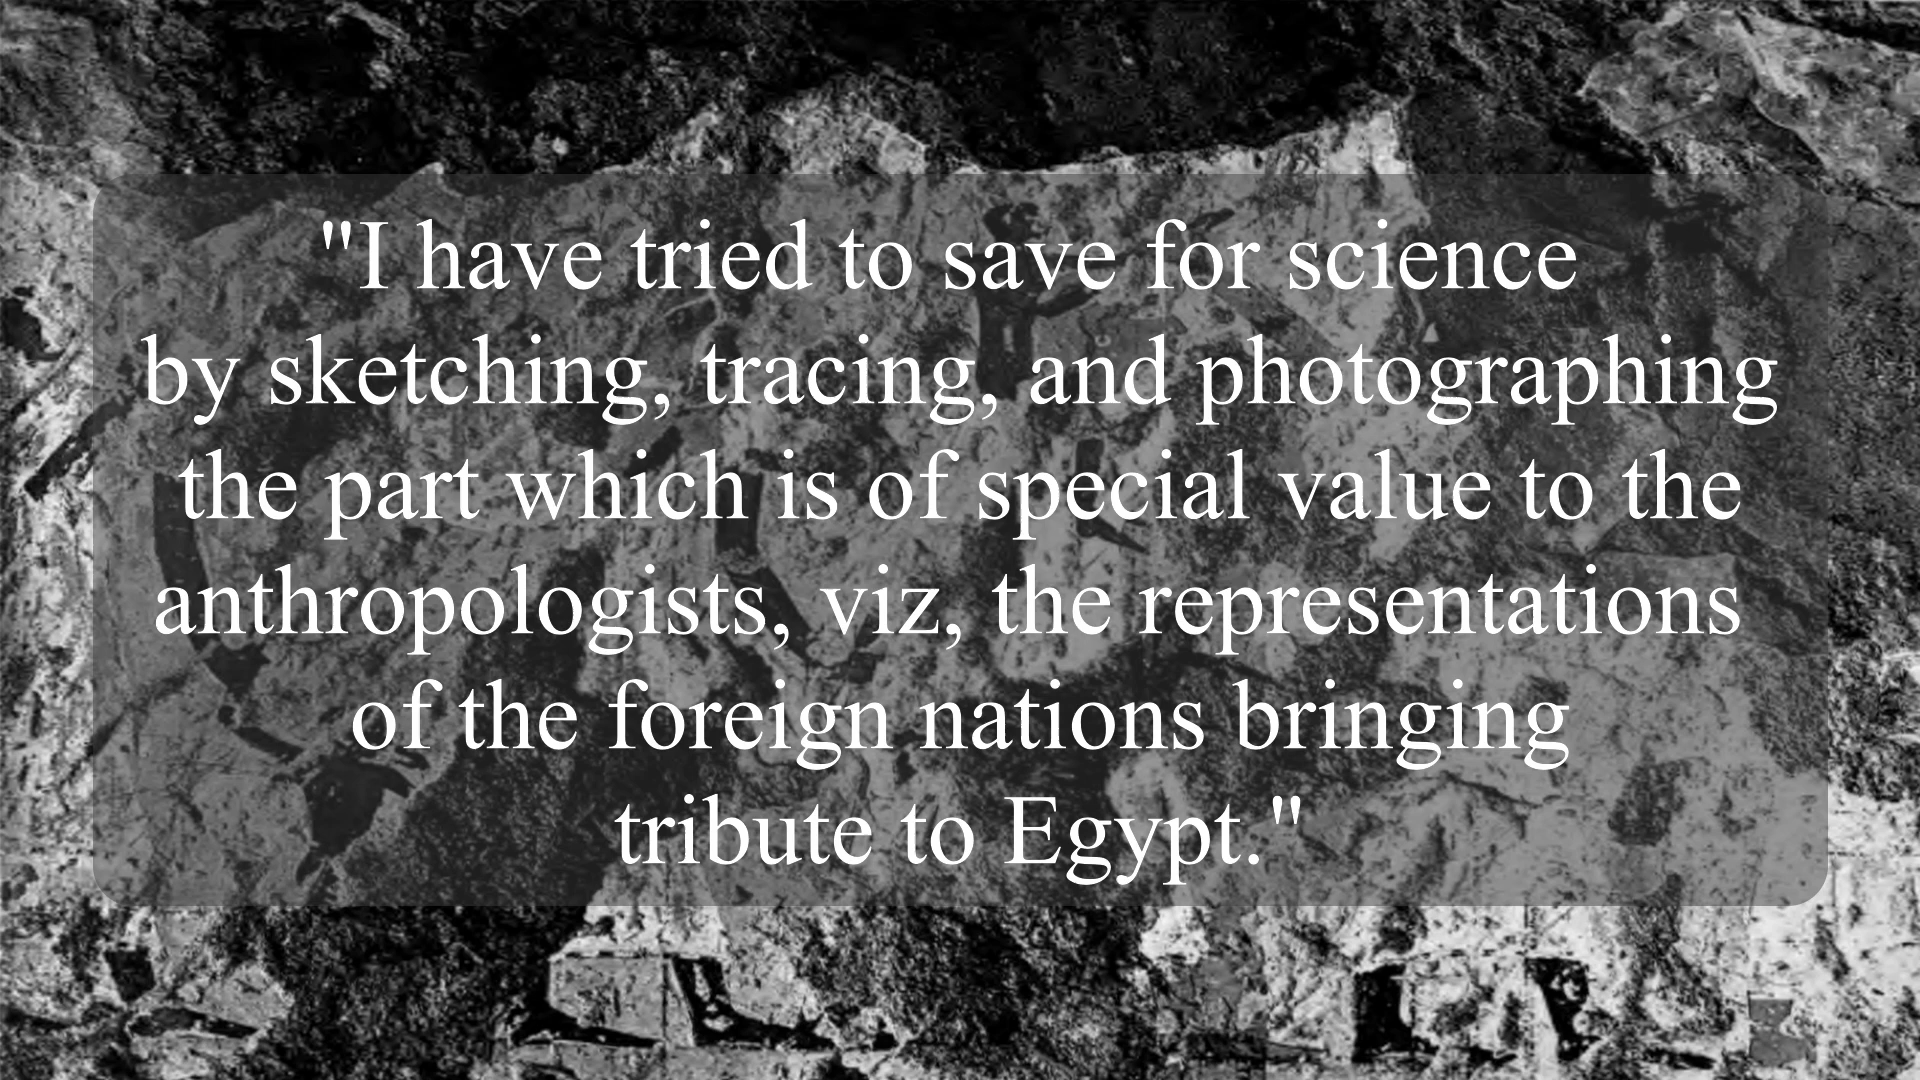 "I have tried to save for science
by sketching, tracing, and photographing
the part which is of special value to the
anthropologists, viz, the representations
of the foreign nations bringing
tribute to Egypt."